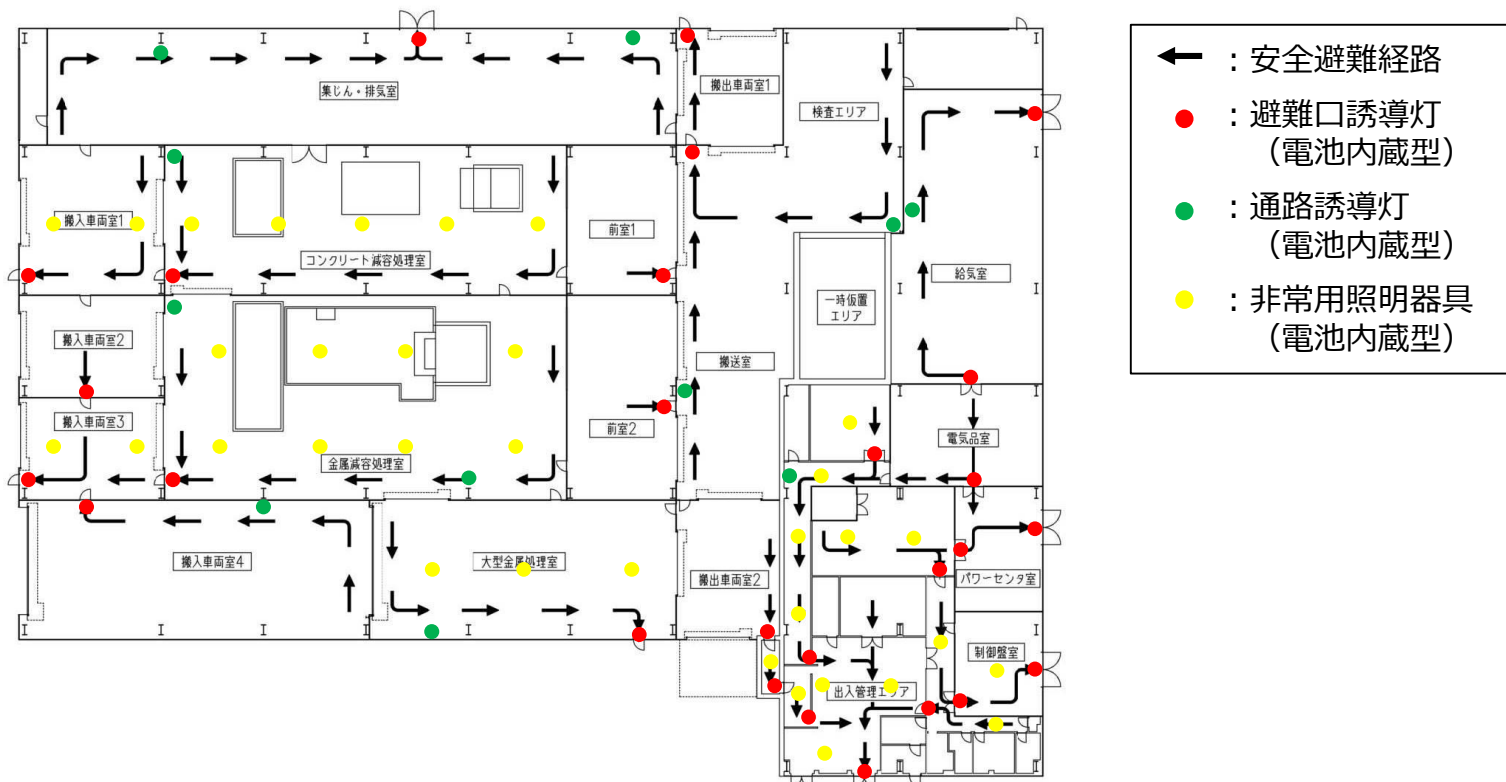 集じん・排気室
搬出車両室1
検査エリア
搬入車両室1
コンクリート減容処理室
前室1
給気室
一時仮置
エリア
搬入車両室2
搬送室
搬入車両室3
金属減容処理室
前室2
電気品室
搬入車両室4
大型金属処理室
搬出車両室2
パワーセンタ室
制御盤室
出入管理エリア
:安全避難経路
:避難口誘導灯
(電池内蔵型)
:通路誘導灯
(電池内蔵型)
:非常用照明器具
(電池内蔵型)